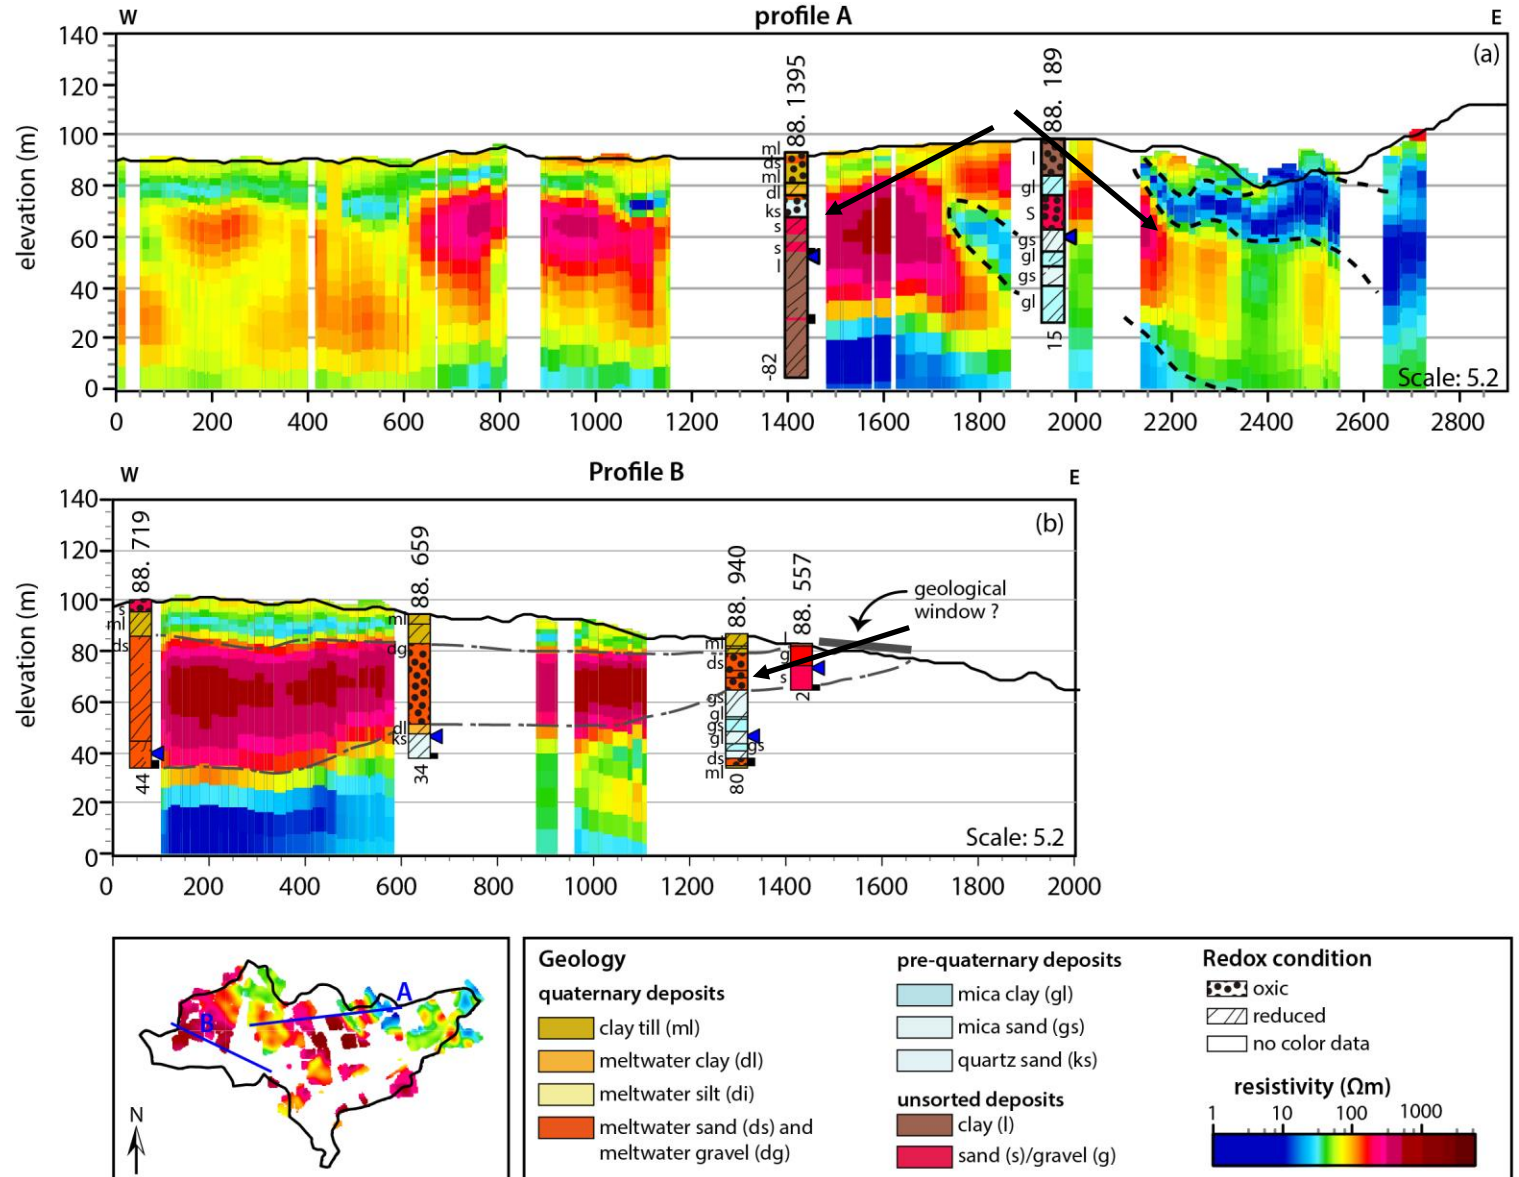 profile A
W
E
(a)
140
120
100
80
60
40
20
0
elevation (m)
88. 1395
ml
ds
ml
dl
ks
s
s
l
-82
88. 189
l
gl
S
gs
gl
gs
gl
15
Scale: 5.2
0 200 400 600 800 1000 1200 1400 1600 1800 2000 2200 2400 2600 2800
Profile B
W
E
(b)
140
120
100
80
60
40
20
0
elevation (m)
88. 719
s
ml
ds
44
88. 659
ml
dg
dl
ks
34
88. 940
ml
ds
gs
gl
gs
gl
gs
ds
ml
80
88. 557
l
g
s
2
geological
window ?
Scale: 5.2
0 200 400 600 800 1000 1200 1400 1600 1800 2000
A
B
N
Geology
quaternary deposits
clay till (ml)
meltwater clay (dl)
meltwater silt (di)
meltwater sand (ds) and
meltwater gravel (dg)
pre-quaternary deposits
mica clay (gl)
mica sand (gs)
quartz sand (ks)
unsorted deposits
clay (l)
sand (s)/gravel (g)
Redox condition
oxic
reduced
no color data
resistivity (Ωm)
1 10 100 1000